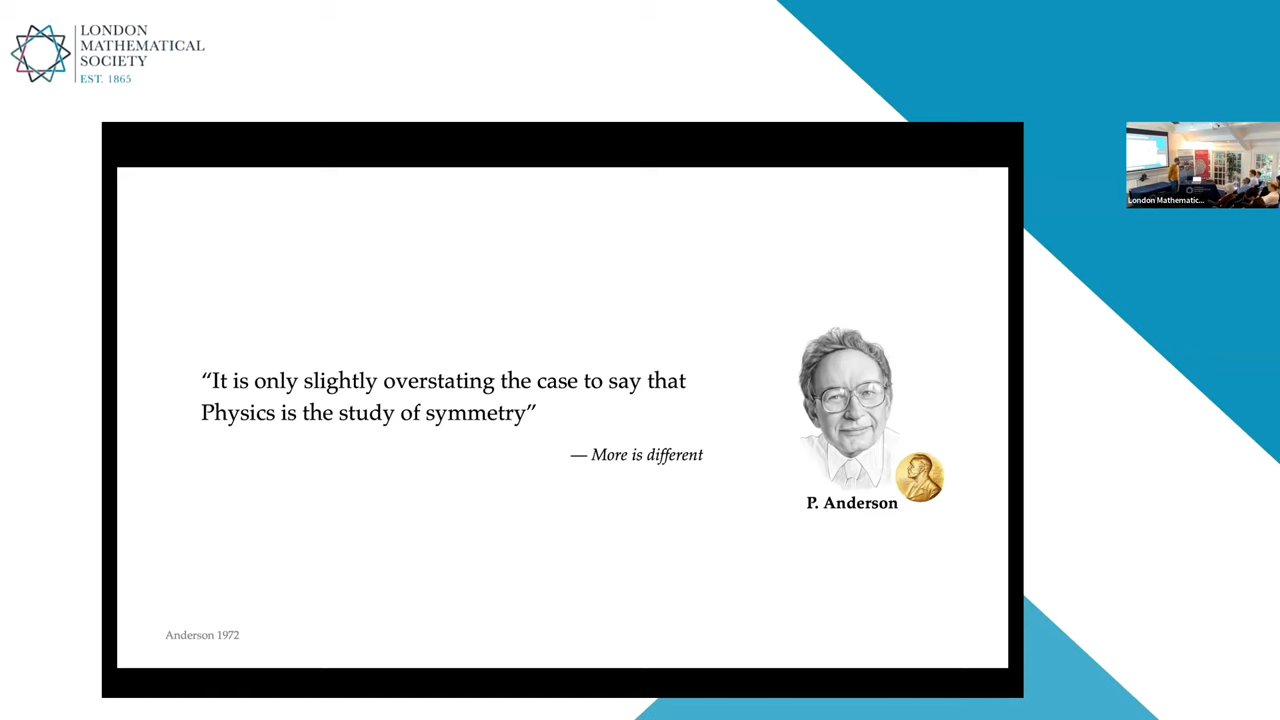 LONDON
MATHEMATICAL
SOCIETY
EST. 1865
London Mathematic...
“It is only slightly overstating the case to say that
Physics is the study of symmetry”
— More is different
P. Anderson
Anderson 1972